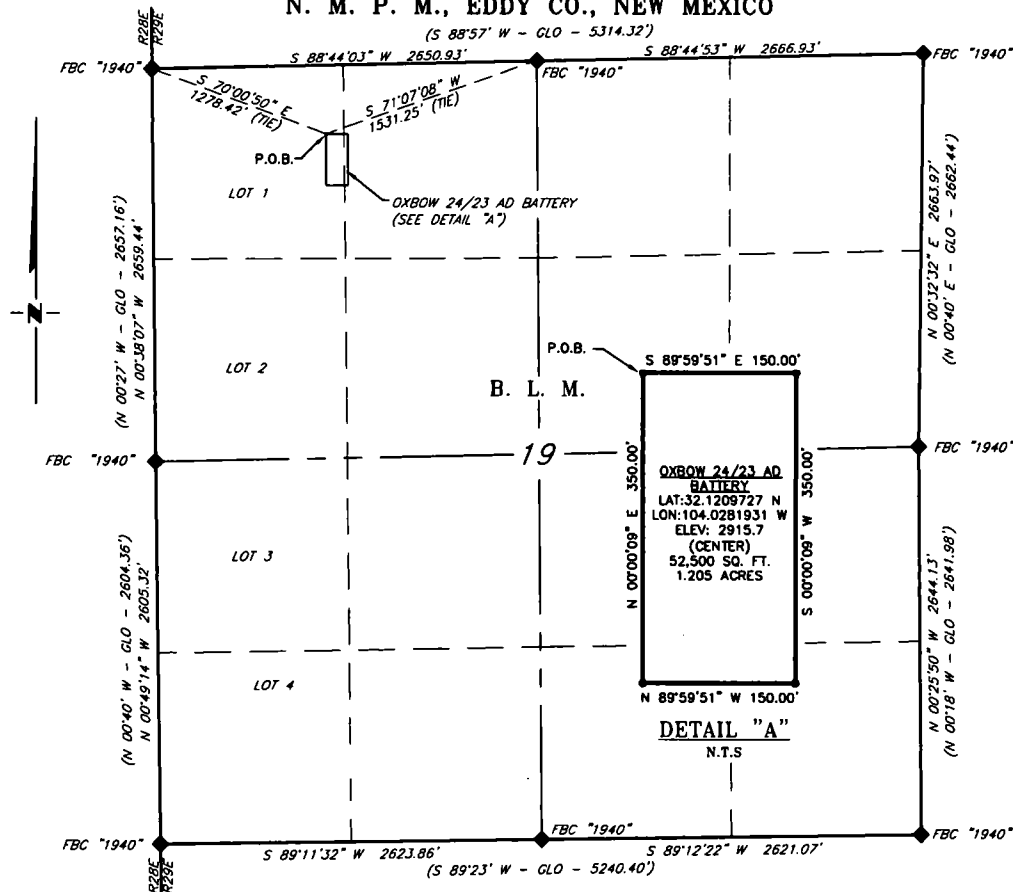 N. M. P. M., EDDY CO., NEW MEXICO
(S 88°57' W - GLO - 5314.32')
R28E
R29E
S 88°44'03" W 2650.93'
S 88°44'53" W 2666.93'
FBC "1940"
FBC "1940"
FBC "1940"
S 70°00'50" E
1278.42' (TIE)
S 71°07'08" W
1531.25' (TIE)
P.O.B.
LOT 1
OXBOW 24/23 AD BATTERY
(SEE DETAIL "A")
(N 00°27' W - GLO - 2657.16')
N 00°38'07" W 2659.44'
N 00°32'32" E 2663.97'
(N 00°40' E - GLO - 2662.44')
N
LOT 2
P.O.B.
S 89°59'51" E 150.00'
B. L. M.
FBC "1940"
19
FBC "1940"
N 00°00'09" E 350.00'
OXBOW 24/23 AD
BATTERY
LAT:32.1209727 N
LON:104.0281931 W
ELEV: 2915.7
(CENTER)
52,500 SQ. FT.
1.205 ACRES
S 00°00'09" W 350.00'
LOT 3
(N 00°40' W - GLO - 2604.36')
N 00°49'14" W 2605.32'
N 00°25'50" W 2644.13'
(N 00°18' W - GLO - 2641.98')
LOT 4
N 89°59'51" W 150.00'
DETAIL "A"
N.T.S
FBC "1940"
FBC "1940"
FBC "1940"
S 89°11'32" W 2623.86'
S 89°12'22" W 2621.07'
(S 89°23' W - GLO - 5240.40')
R28E
R29E